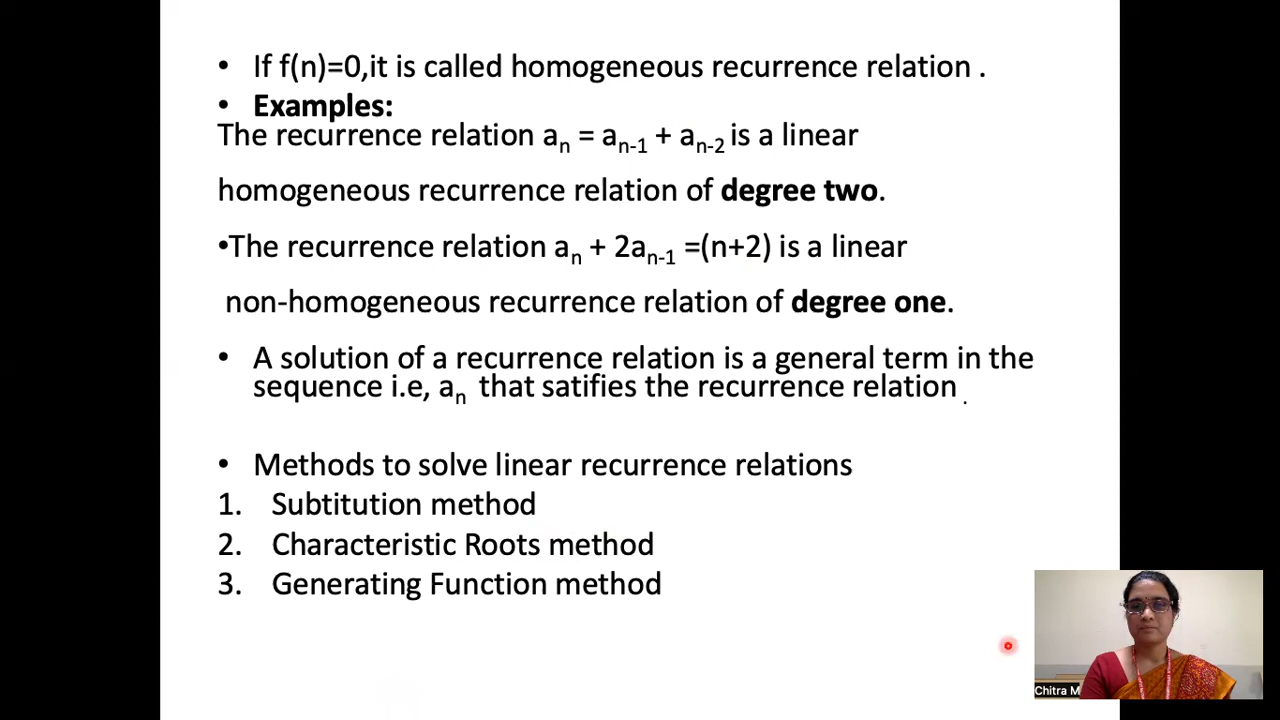 • If f(n)=0,it is called homogeneous recurrence relation .
• Examples:
The recurrence relation aₙ = aₙ₋₁ + aₙ₋₂ is a linear
homogeneous recurrence relation of degree two.
•The recurrence relation aₙ + 2aₙ₋₁ =(n+2) is a linear
non-homogeneous recurrence relation of degree one.
• A solution of a recurrence relation is a general term in the
sequence i.e, aₙ that satifies the recurrence relation .
• Methods to solve linear recurrence relations
1. Subtitution method
2. Characteristic Roots method
3. Generating Function method
Chitra M